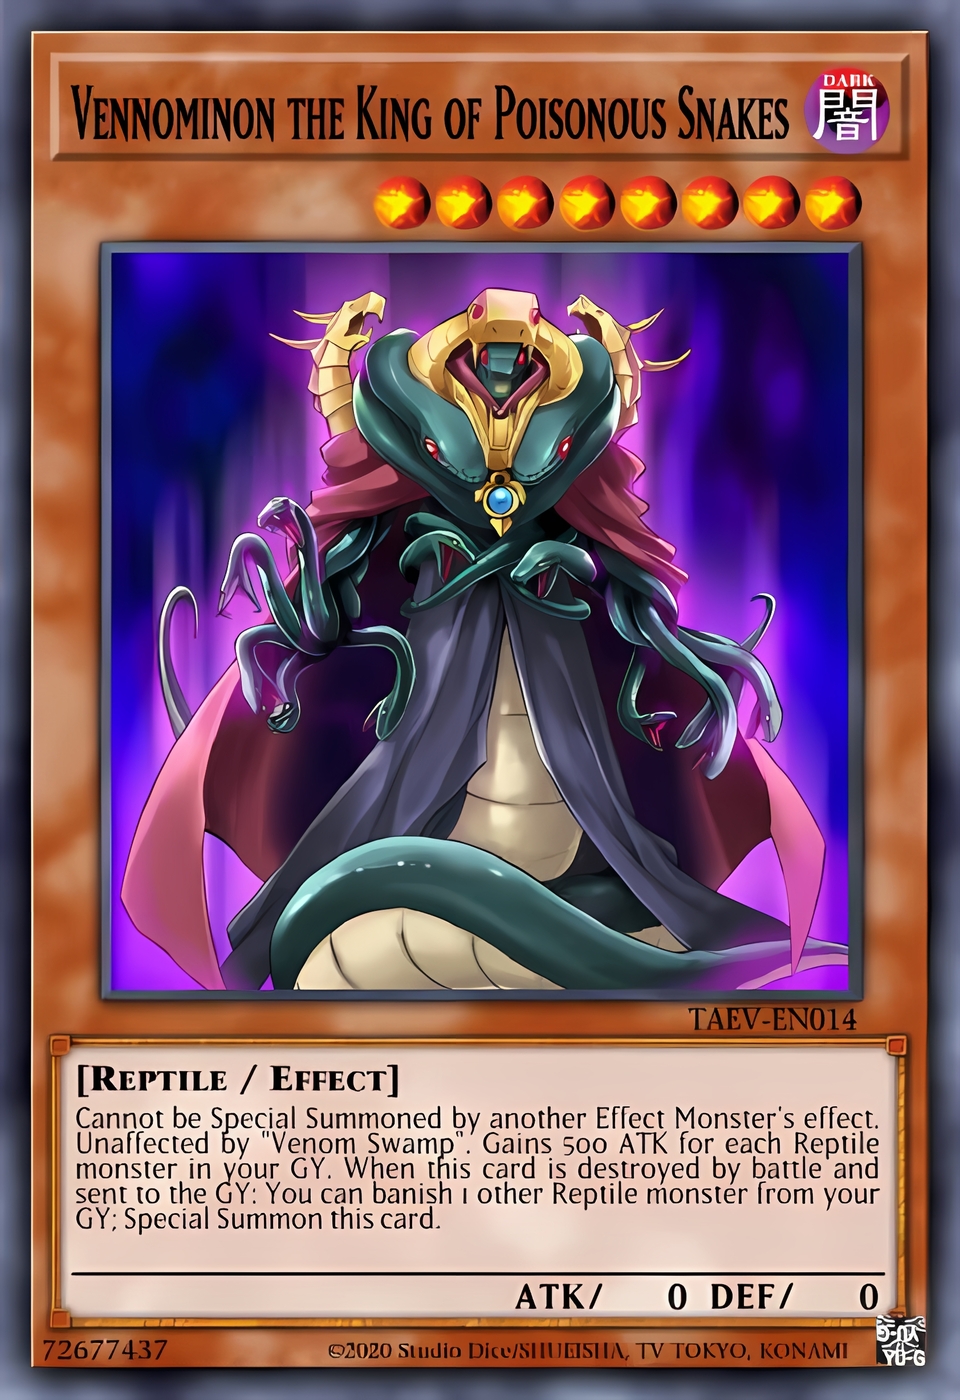 VENNOMINON THE KING OF POISONOUS SNAKES
DARK
闇
TAEV-EN014
[REPTILE / EFFECT]
Cannot be Special Summoned by another Effect Monster's effect.
Unaffected by "Venom Swamp". Gains 500 ATK for each Reptile
monster in your GY. When this card is destroyed by battle and
sent to the GY: You can banish 1 other Reptile monster from your
GY; Special Summon this card.
ATK/ 0 DEF/ 0
72677437
©2020 Studio Dice/SHUEISHA, TV TOKYO, KONAMI